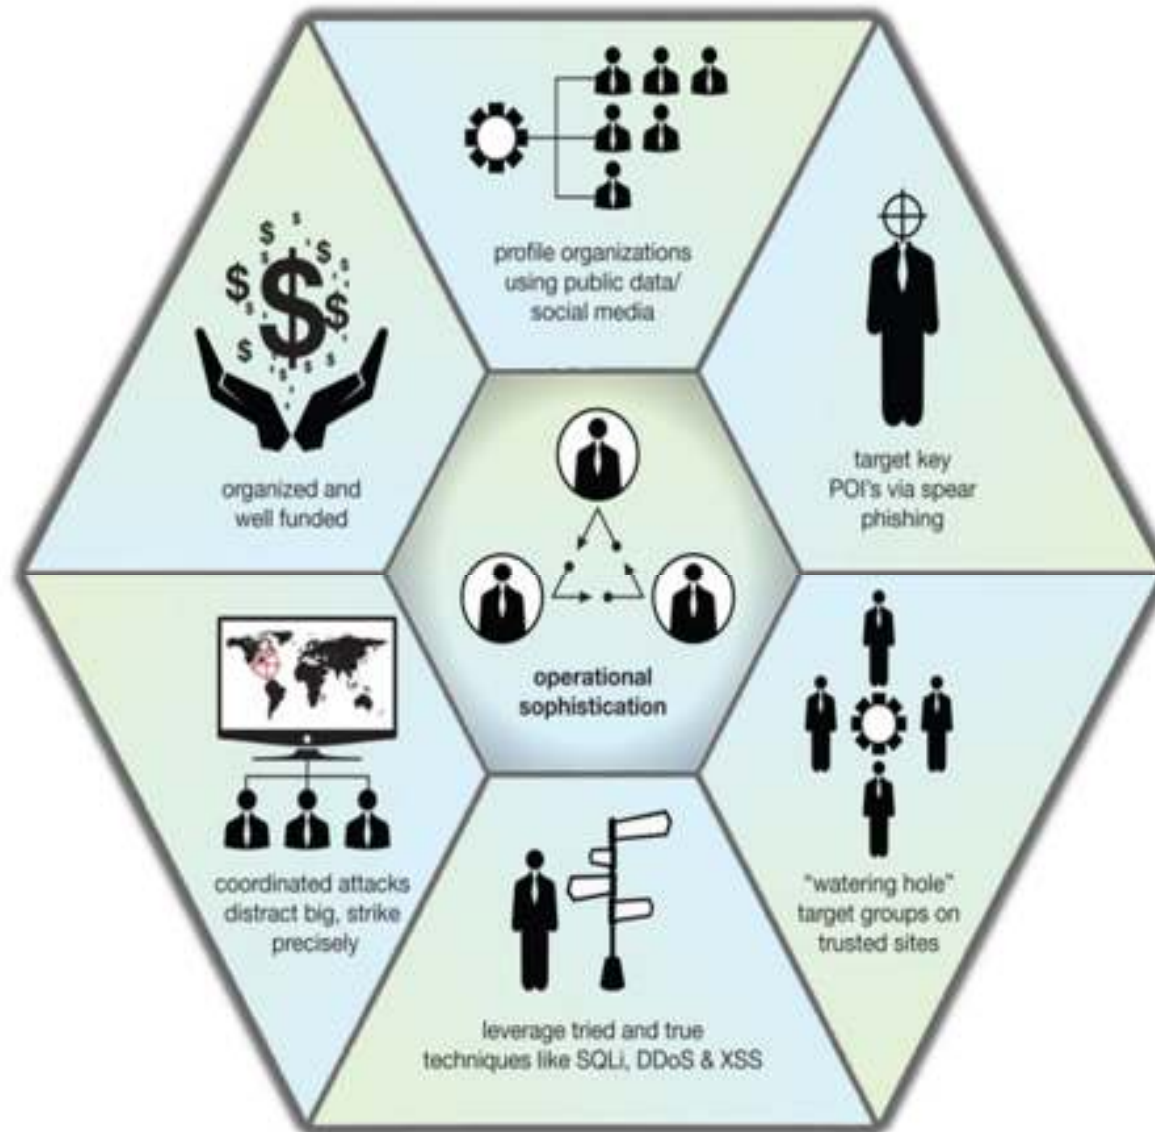 profile organizations
using public data/
social media
organized and
well funded
target key
POI's via spear
phishing
operational
sophistication
coordinated attacks
distract big, strike
precisely
"watering hole"
target groups on
trusted sites
leverage tried and true
techniques like SQLi, DDoS & XSS